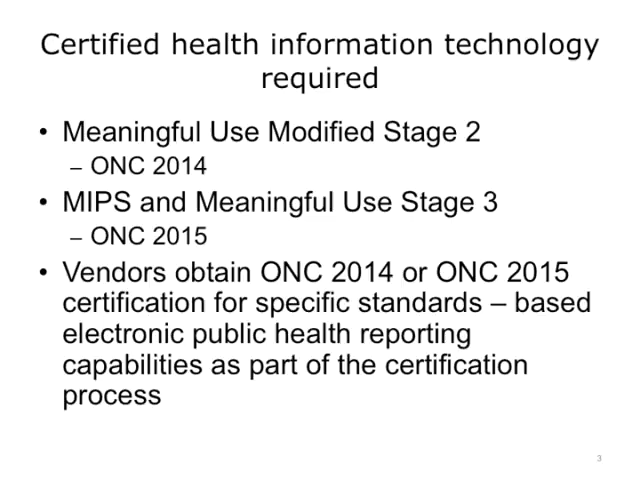 Certified health information technology
required
• Meaningful Use Modified Stage 2
– ONC 2014
• MIPS and Meaningful Use Stage 3
– ONC 2015
• Vendors obtain ONC 2014 or ONC 2015
certification for specific standards – based
electronic public health reporting
capabilities as part of the certification
process
3